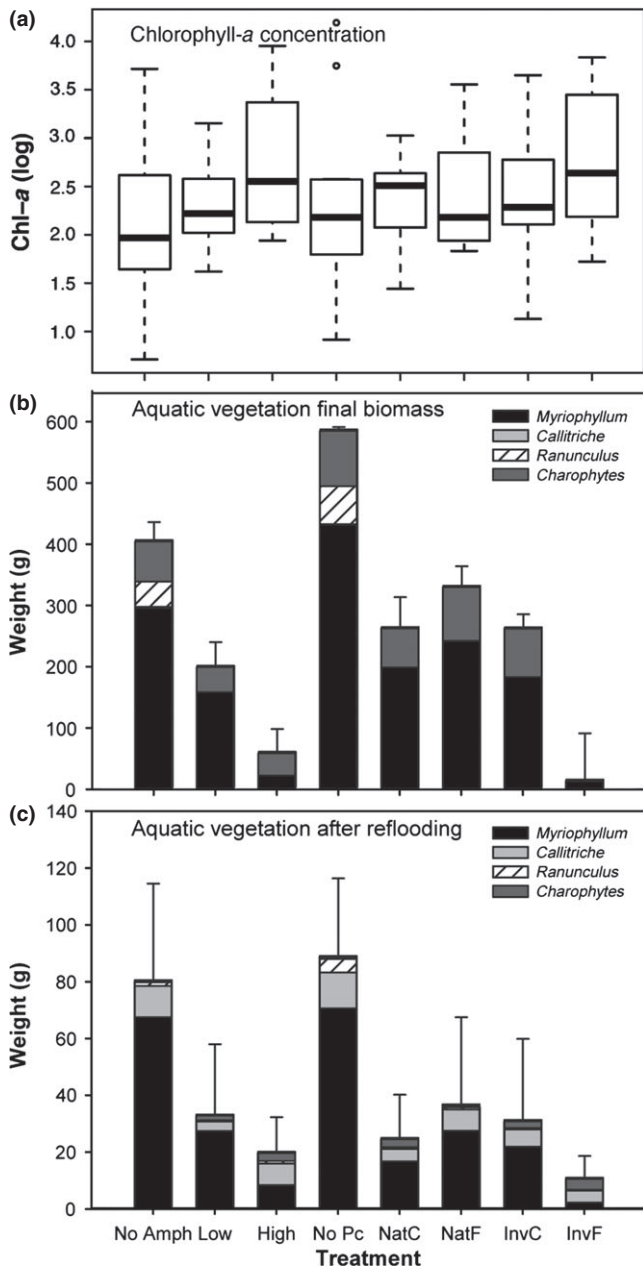 (a)
Chlorophyll-a concentration
4.0
3.5
3.0
2.5
2.0
1.5
1.0
Chl–a (log)
(b)
Aquatic vegetation final biomass
Myriophyllum
Callitriche
Ranunculus
Charophytes
600
500
400
300
200
100
0
Weight (g)
(c)
Aquatic vegetation after reflooding
Myriophyllum
Callitriche
Ranunculus
Charophytes
140
120
100
80
60
40
20
0
Weight (g)
No Amph Low High No Pc NatC NatF InvC InvF
Treatment